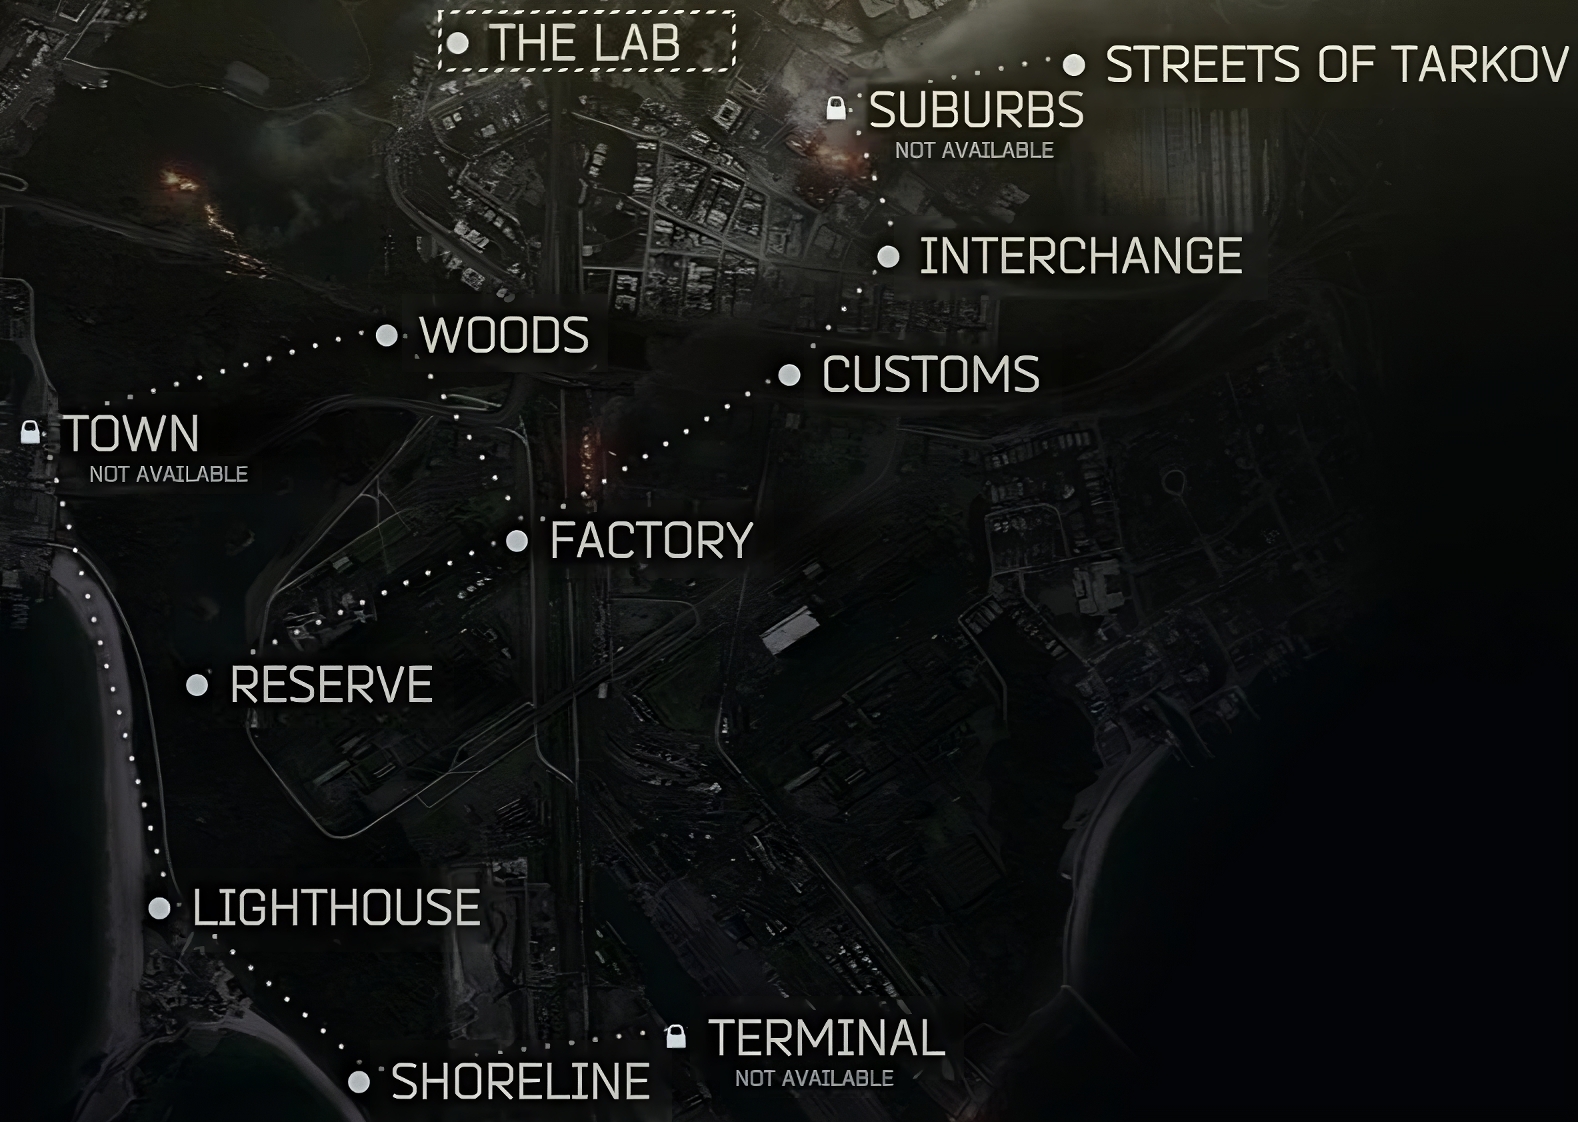 THE LAB
STREETS OF TARKOV
SUBURBS
NOT AVAILABLE
INTERCHANGE
WOODS
CUSTOMS
TOWN
NOT AVAILABLE
FACTORY
RESERVE
LIGHTHOUSE
TERMINAL
NOT AVAILABLE
SHORELINE